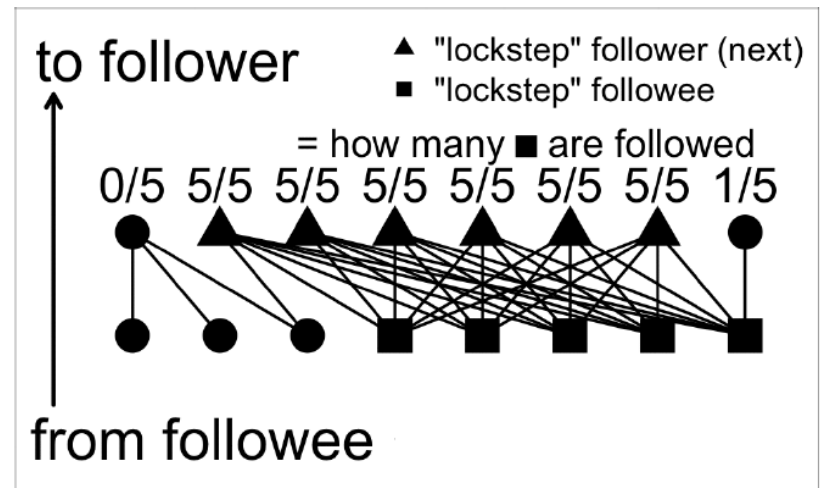 to follower
"lockstep" follower (next)
"lockstep" followee
= how many ■ are followed
0/5 5/5 5/5 5/5 5/5 5/5 5/5 1/5
from followee